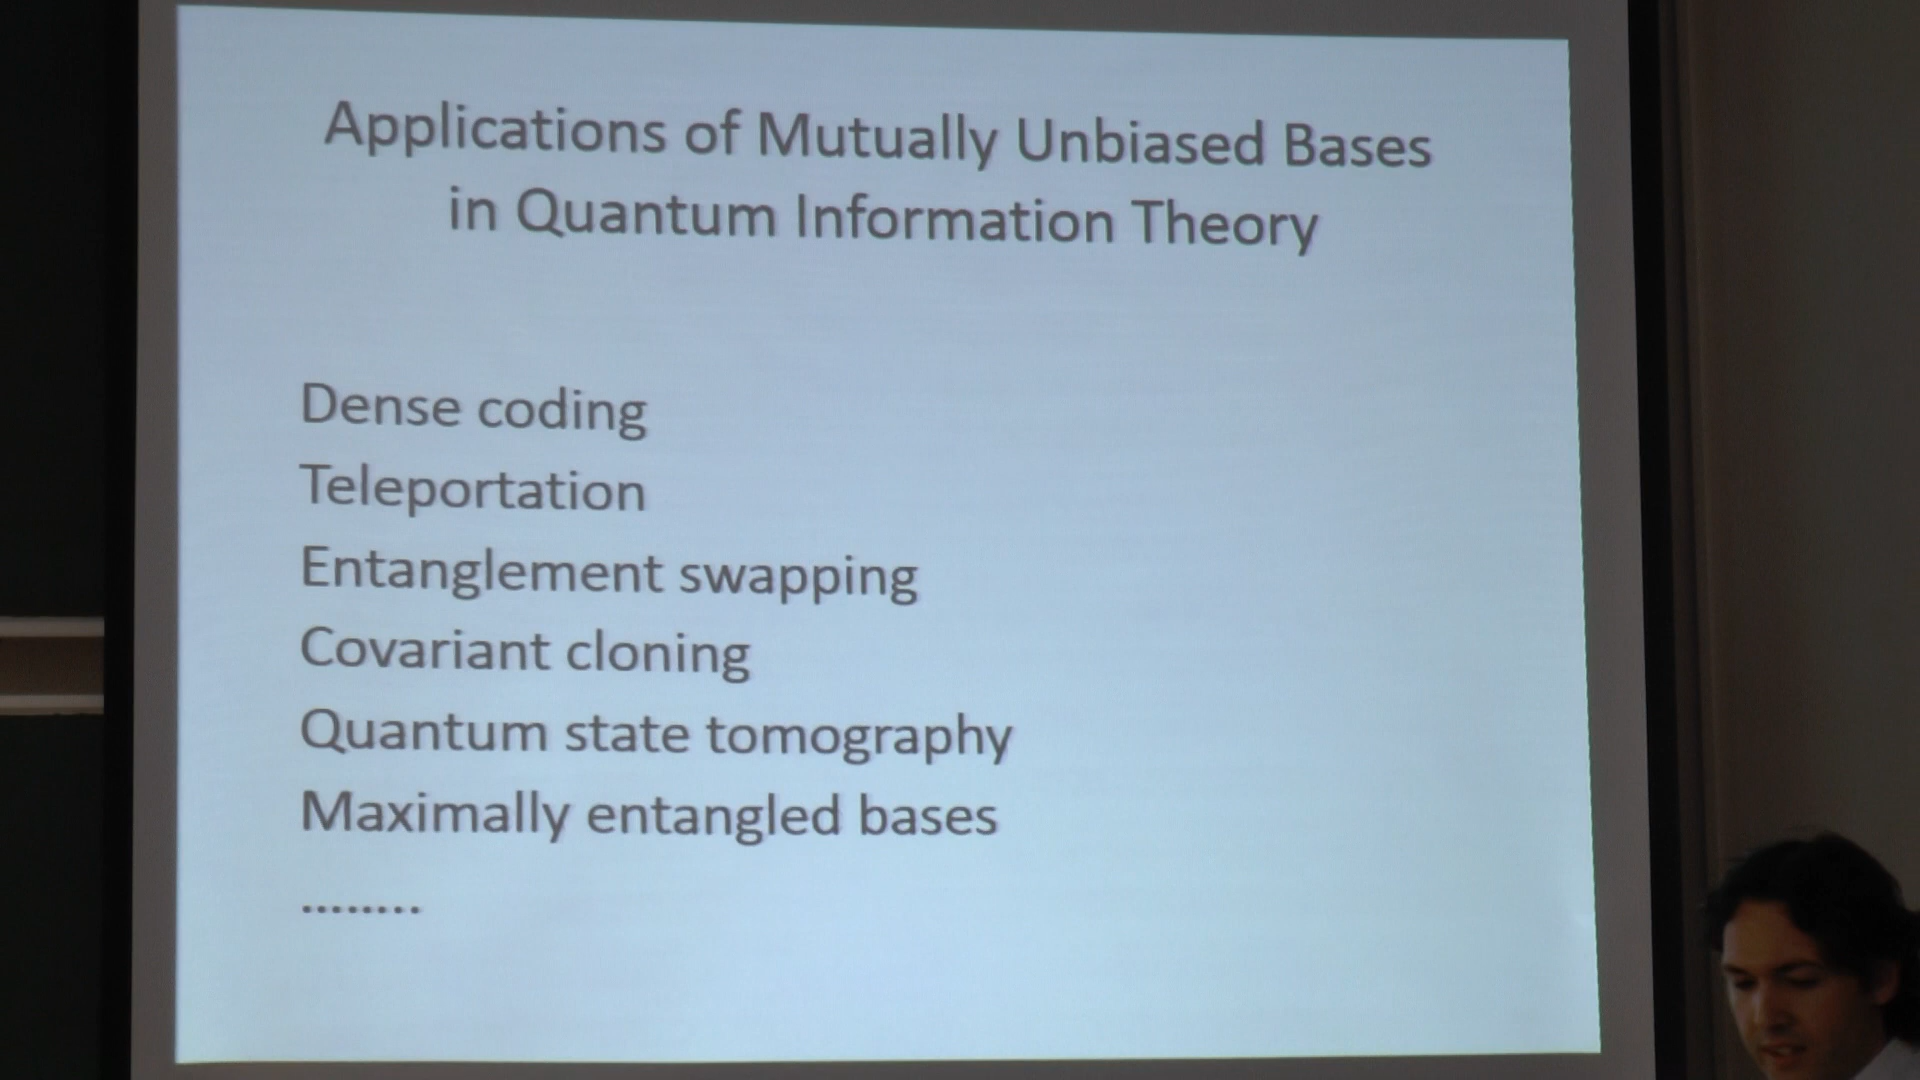 Applications of Mutually Unbiased Bases
in Quantum Information Theory
Dense coding
Teleportation
Entanglement swapping
Covariant cloning
Quantum state tomography
Maximally entangled bases
........